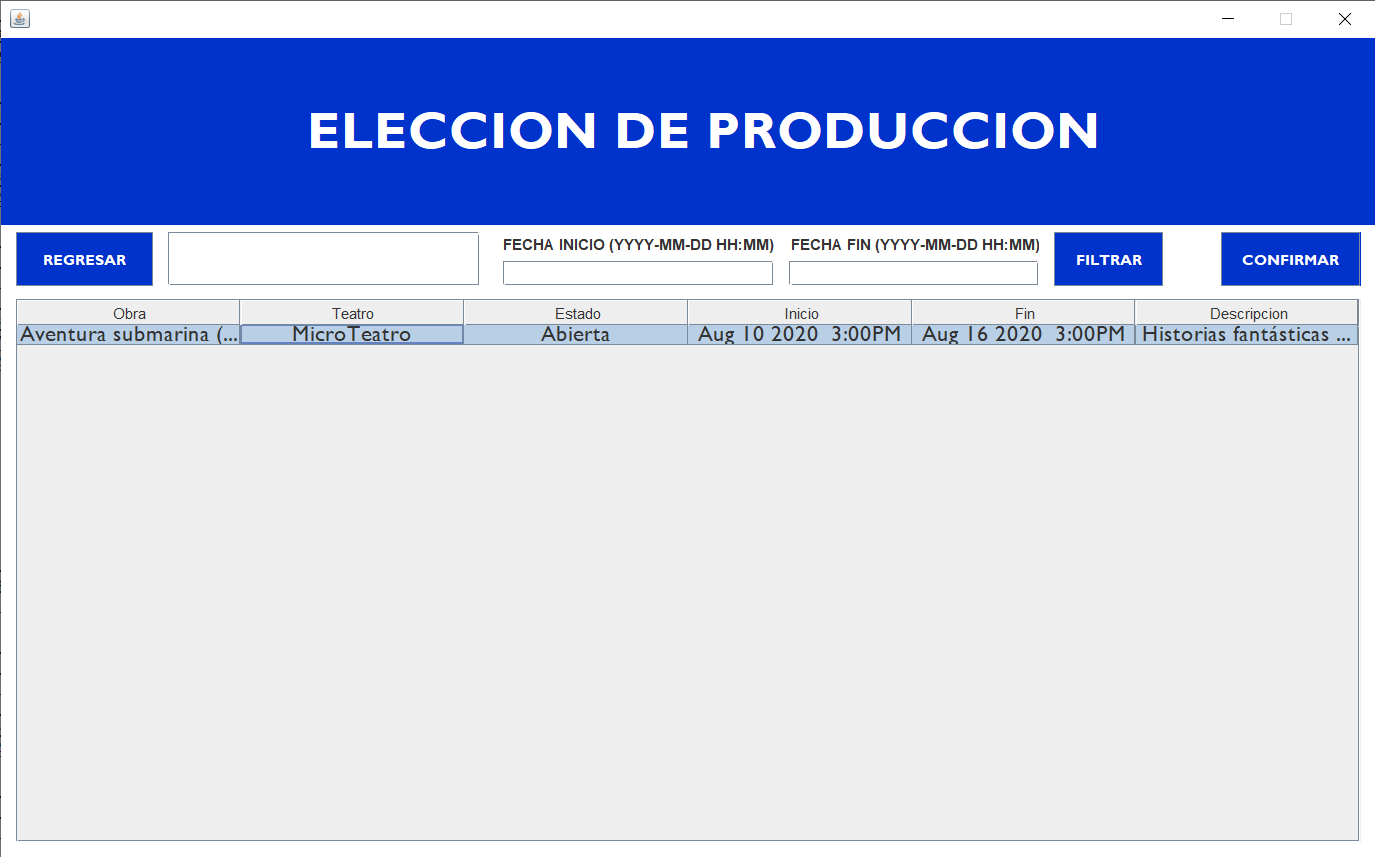 ELECCION DE PRODUCCION
REGRESAR
FECHA INICIO (YYYY-MM-DD HH:MM) FECHA FIN (YYYY-MM-DD HH:MM)
FILTRAR
CONFIRMAR
Obra Teatro Estado Inicio Fin Descripcion
Aventura submarina (... MicroTeatro Abierta Aug 10 2020 3:00PM Aug 16 2020 3:00PM Historias fantásticas ...